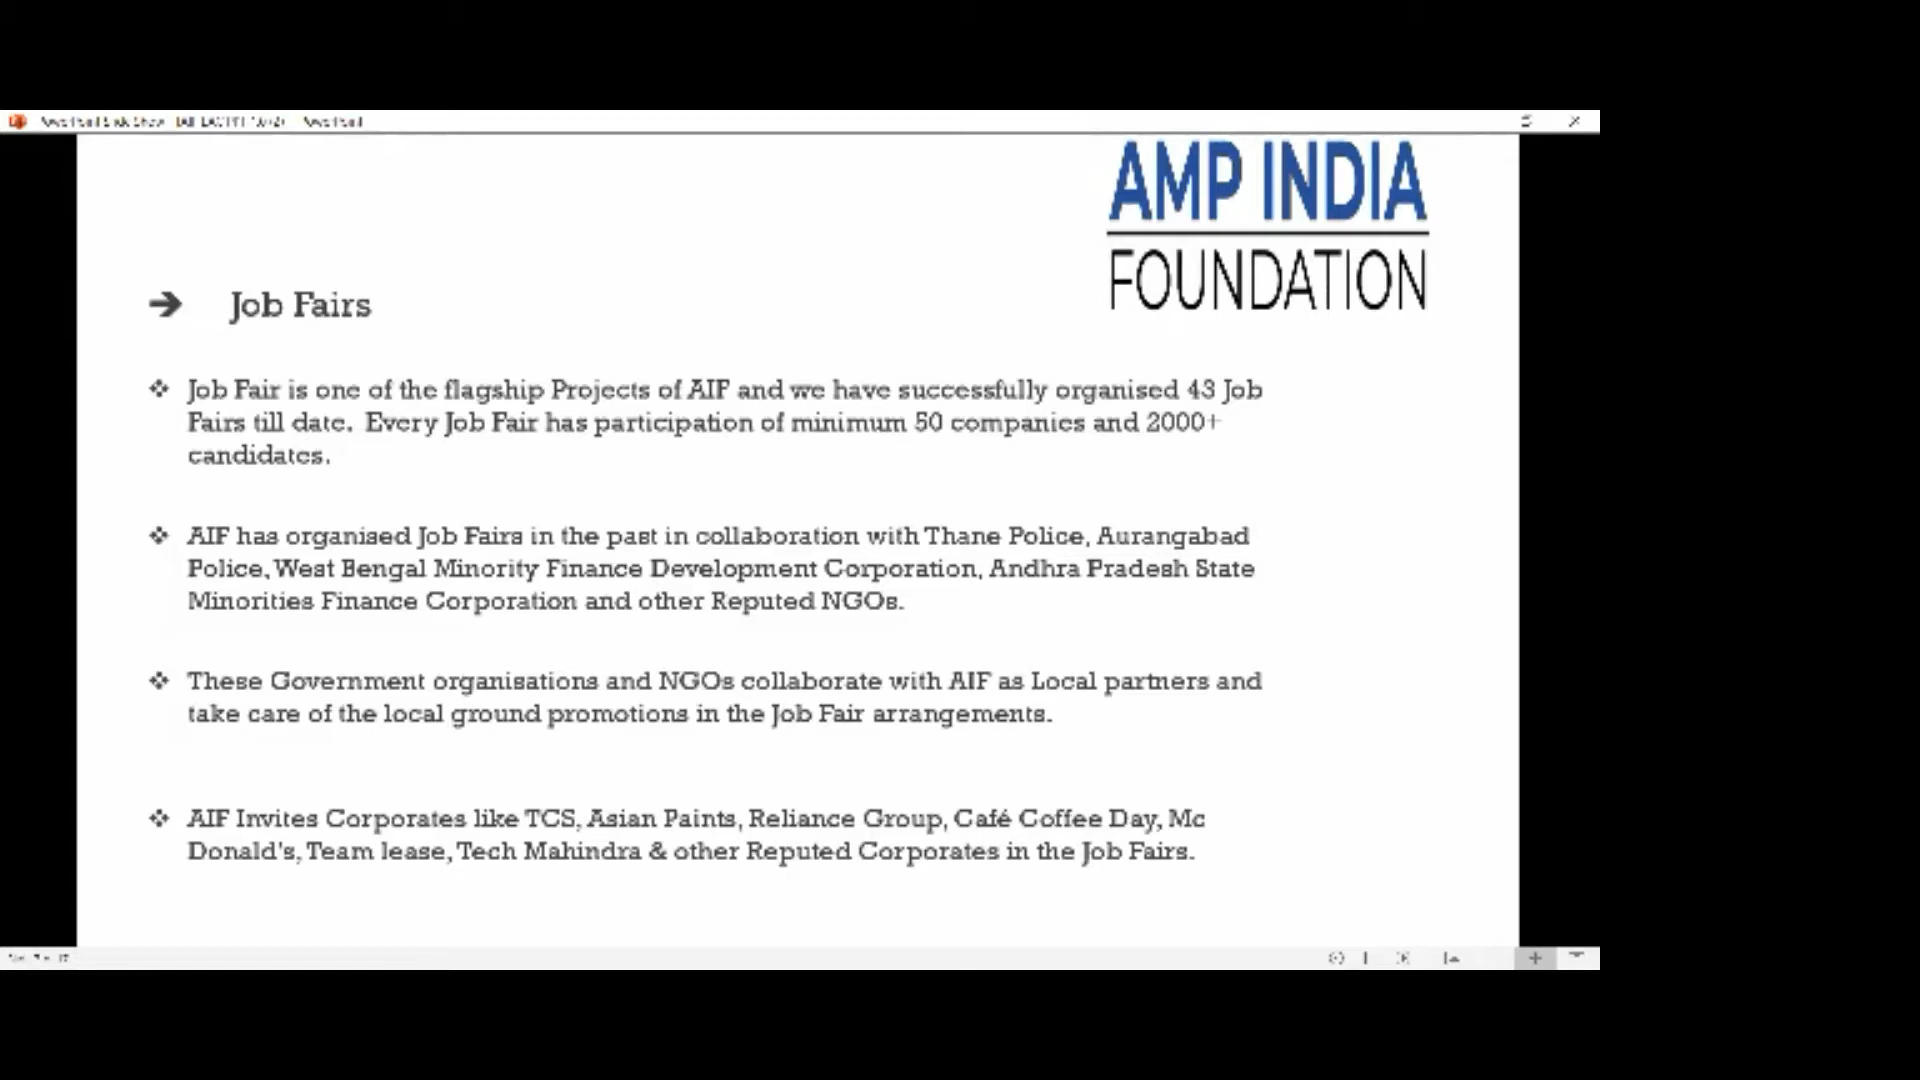 PowerPoint Slide Show
PowerPoint
AMP INDIA
FOUNDATION
➔ Job Fairs
❖ Job Fair is one of the flagship Projects of AIF and we have successfully organised 43 Job
Fairs till date. Every Job Fair has participation of minimum 50 companies and 2000+
candidates.
❖ AIF has organised Job Fairs in the past in collaboration with Thane Police, Aurangabad
Police, West Bengal Minority Finance Development Corporation, Andhra Pradesh State
Minorities Finance Corporation and other Reputed NGOs.
❖ These Government organisations and NGOs collaborate with AIF as Local partners and
take care of the local ground promotions in the Job Fair arrangements.
❖ AIF Invites Corporates like TCS, Asian Paints, Reliance Group, Café Coffee Day, Mc
Donald's, Team lease, Tech Mahindra & other Reputed Corporates in the Job Fairs.